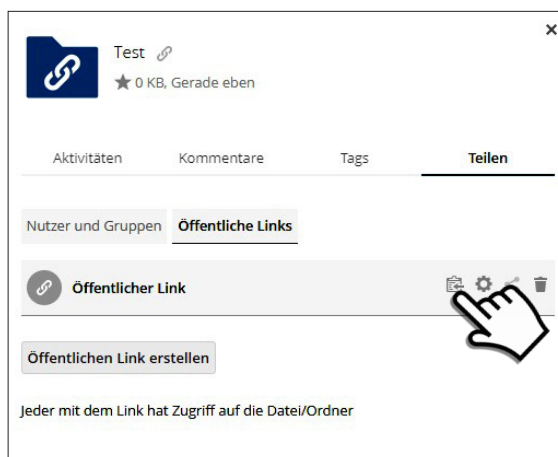 Test
0 KB, Gerade eben
Aktivitäten Kommentare Tags Teilen
Nutzer und Gruppen Öffentliche Links
Öffentlicher Link
Öffentlichen Link erstellen
Jeder mit dem Link hat Zugriff auf die Datei/Ordner